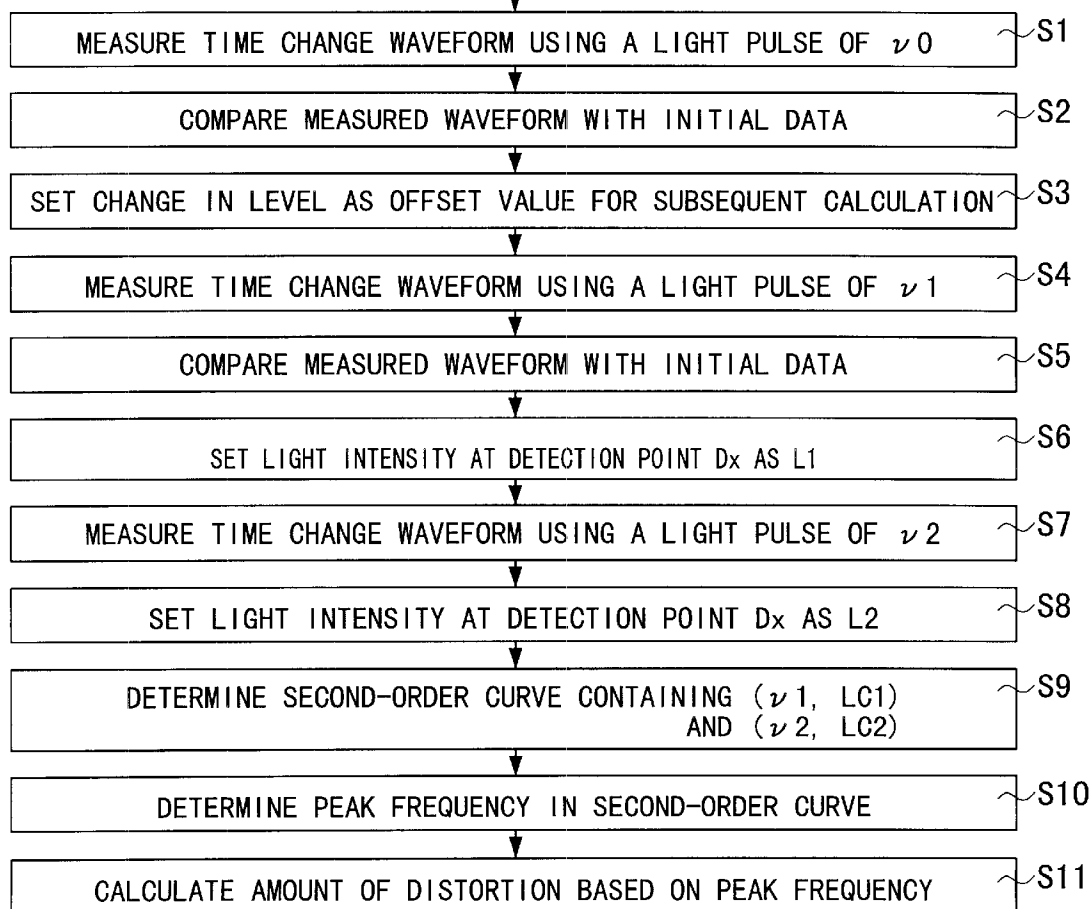 MEASURE TIME CHANGE WAVEFORM USING A LIGHT PULSE OF ν0 S1
COMPARE MEASURED WAVEFORM WITH INITIAL DATA S2
SET CHANGE IN LEVEL AS OFFSET VALUE FOR SUBSEQUENT CALCULATION S3
MEASURE TIME CHANGE WAVEFORM USING A LIGHT PULSE OF ν1 S4
COMPARE MEASURED WAVEFORM WITH INITIAL DATA S5
SET LIGHT INTENSITY AT DETECTION POINT Dx AS L1 S6
MEASURE TIME CHANGE WAVEFORM USING A LIGHT PULSE OF ν2 S7
SET LIGHT INTENSITY AT DETECTION POINT Dx AS L2 S8
DETERMINE SECOND-ORDER CURVE CONTAINING (ν1, LC1) S9
AND (ν2, LC2)
DETERMINE PEAK FREQUENCY IN SECOND-ORDER CURVE S10
CALCULATE AMOUNT OF DISTORTION BASED ON PEAK FREQUENCY S11